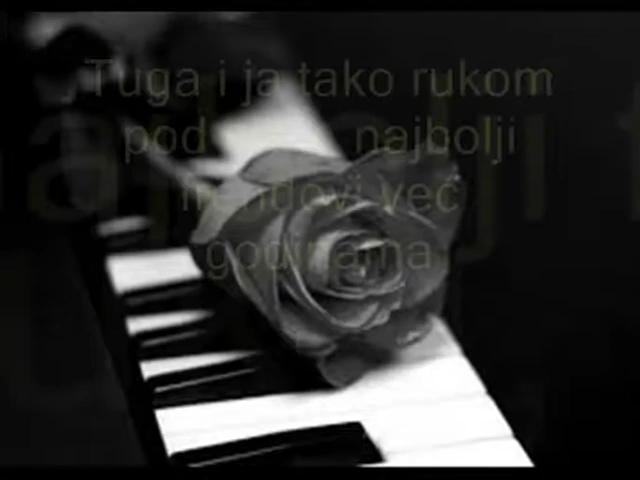 Tuga i ja tako rukom
pod najbolji
već
godinama